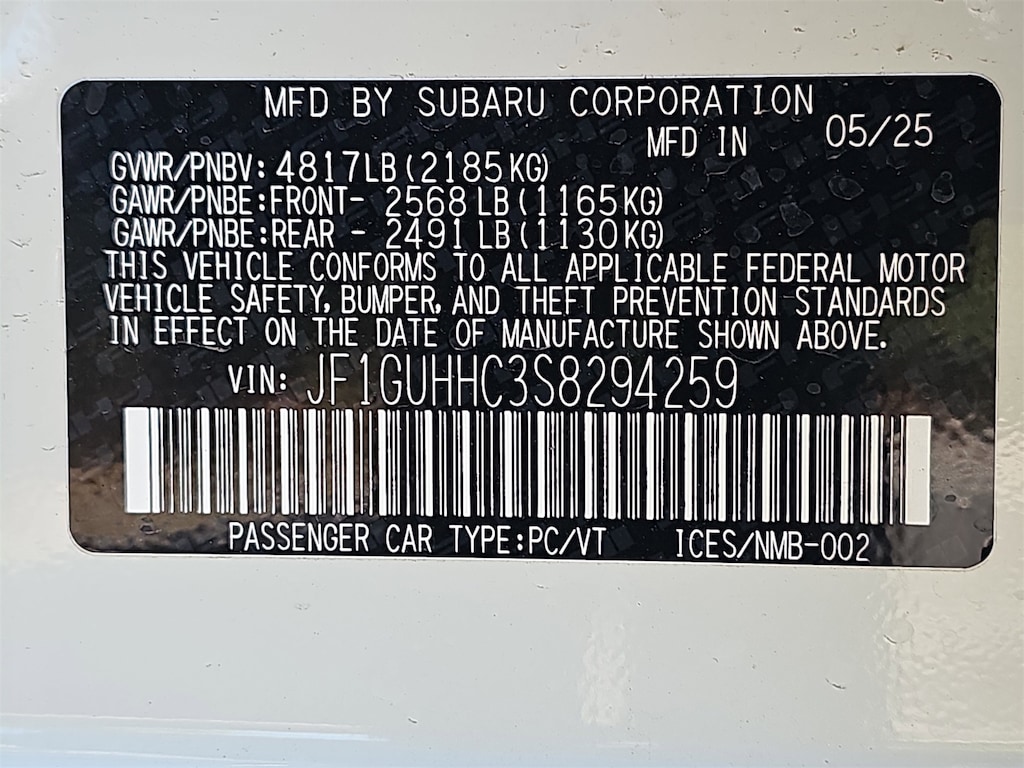 MFD BY SUBARU CORPORATION
MFD IN 05/25
GVWR/PNBV: 4817LB (2185KG)
GAWR/PNBE:FRONT- 2568 LB (1165KG)
GAWR/PNBE:REAR - 2491 LB (1130KG)
THIS VEHICLE CONFORMS TO ALL APPLICABLE FEDERAL MOTOR
VEHICLE SAFETY, BUMPER, AND THEFT PREVENTION STANDARDS
IN EFFECT ON THE DATE OF MANUFACTURE SHOWN ABOVE.
VIN: JF1GUHHC3S8294259
PASSENGER CAR TYPE:PC/VT ICES/NMB-002